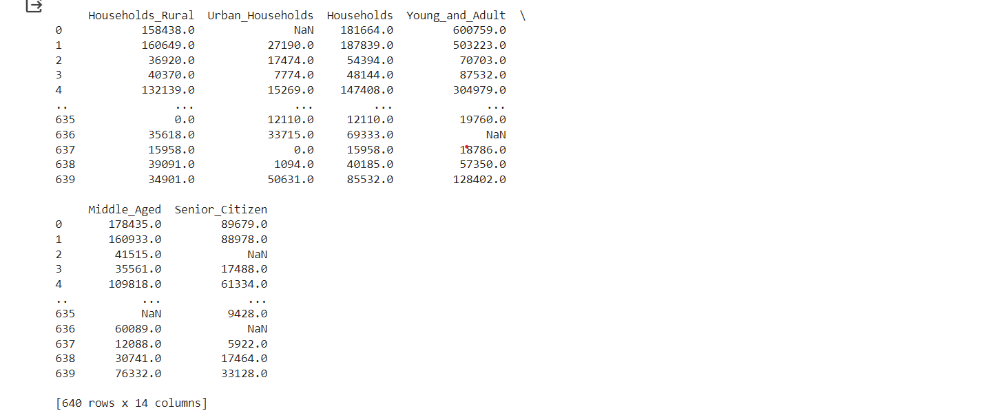 Households_Rural Urban_Households Households Young_and_Adult \
0 158438.0 NaN 181664.0 600759.0
1 160649.0 27190.0 187839.0 503223.0
2 36920.0 17474.0 54394.0 70703.0
3 40370.0 7774.0 48144.0 87532.0
4 132139.0 15269.0 147408.0 304979.0
.. ... ... ... ...
635 0.0 12110.0 12110.0 19760.0
636 35618.0 33715.0 69333.0 NaN
637 15958.0 0.0 15958.0 18786.0
638 39091.0 1094.0 40185.0 57350.0
639 34901.0 50631.0 85532.0 128402.0
Middle_Aged Senior_Citizen
0 178435.0 89679.0
1 160933.0 88978.0
2 41515.0 NaN
3 35561.0 17488.0
4 109818.0 61334.0
.. ... ...
635 NaN 9428.0
636 60089.0 NaN
637 12088.0 5922.0
638 30741.0 17464.0
639 76332.0 33128.0
[640 rows x 14 columns]